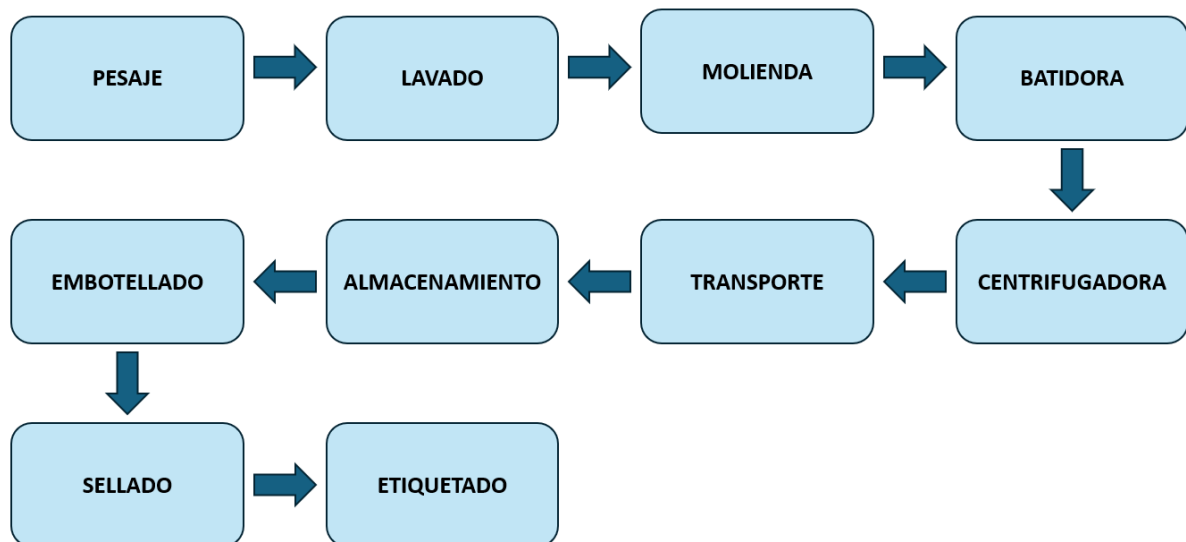 PESAJE
LAVADO
MOLIENDA
BATIDORA
CENTRIFUGADORA
TRANSPORTE
ALMACENAMIENTO
EMBOTELLADO
SELLADO
ETIQUETADO